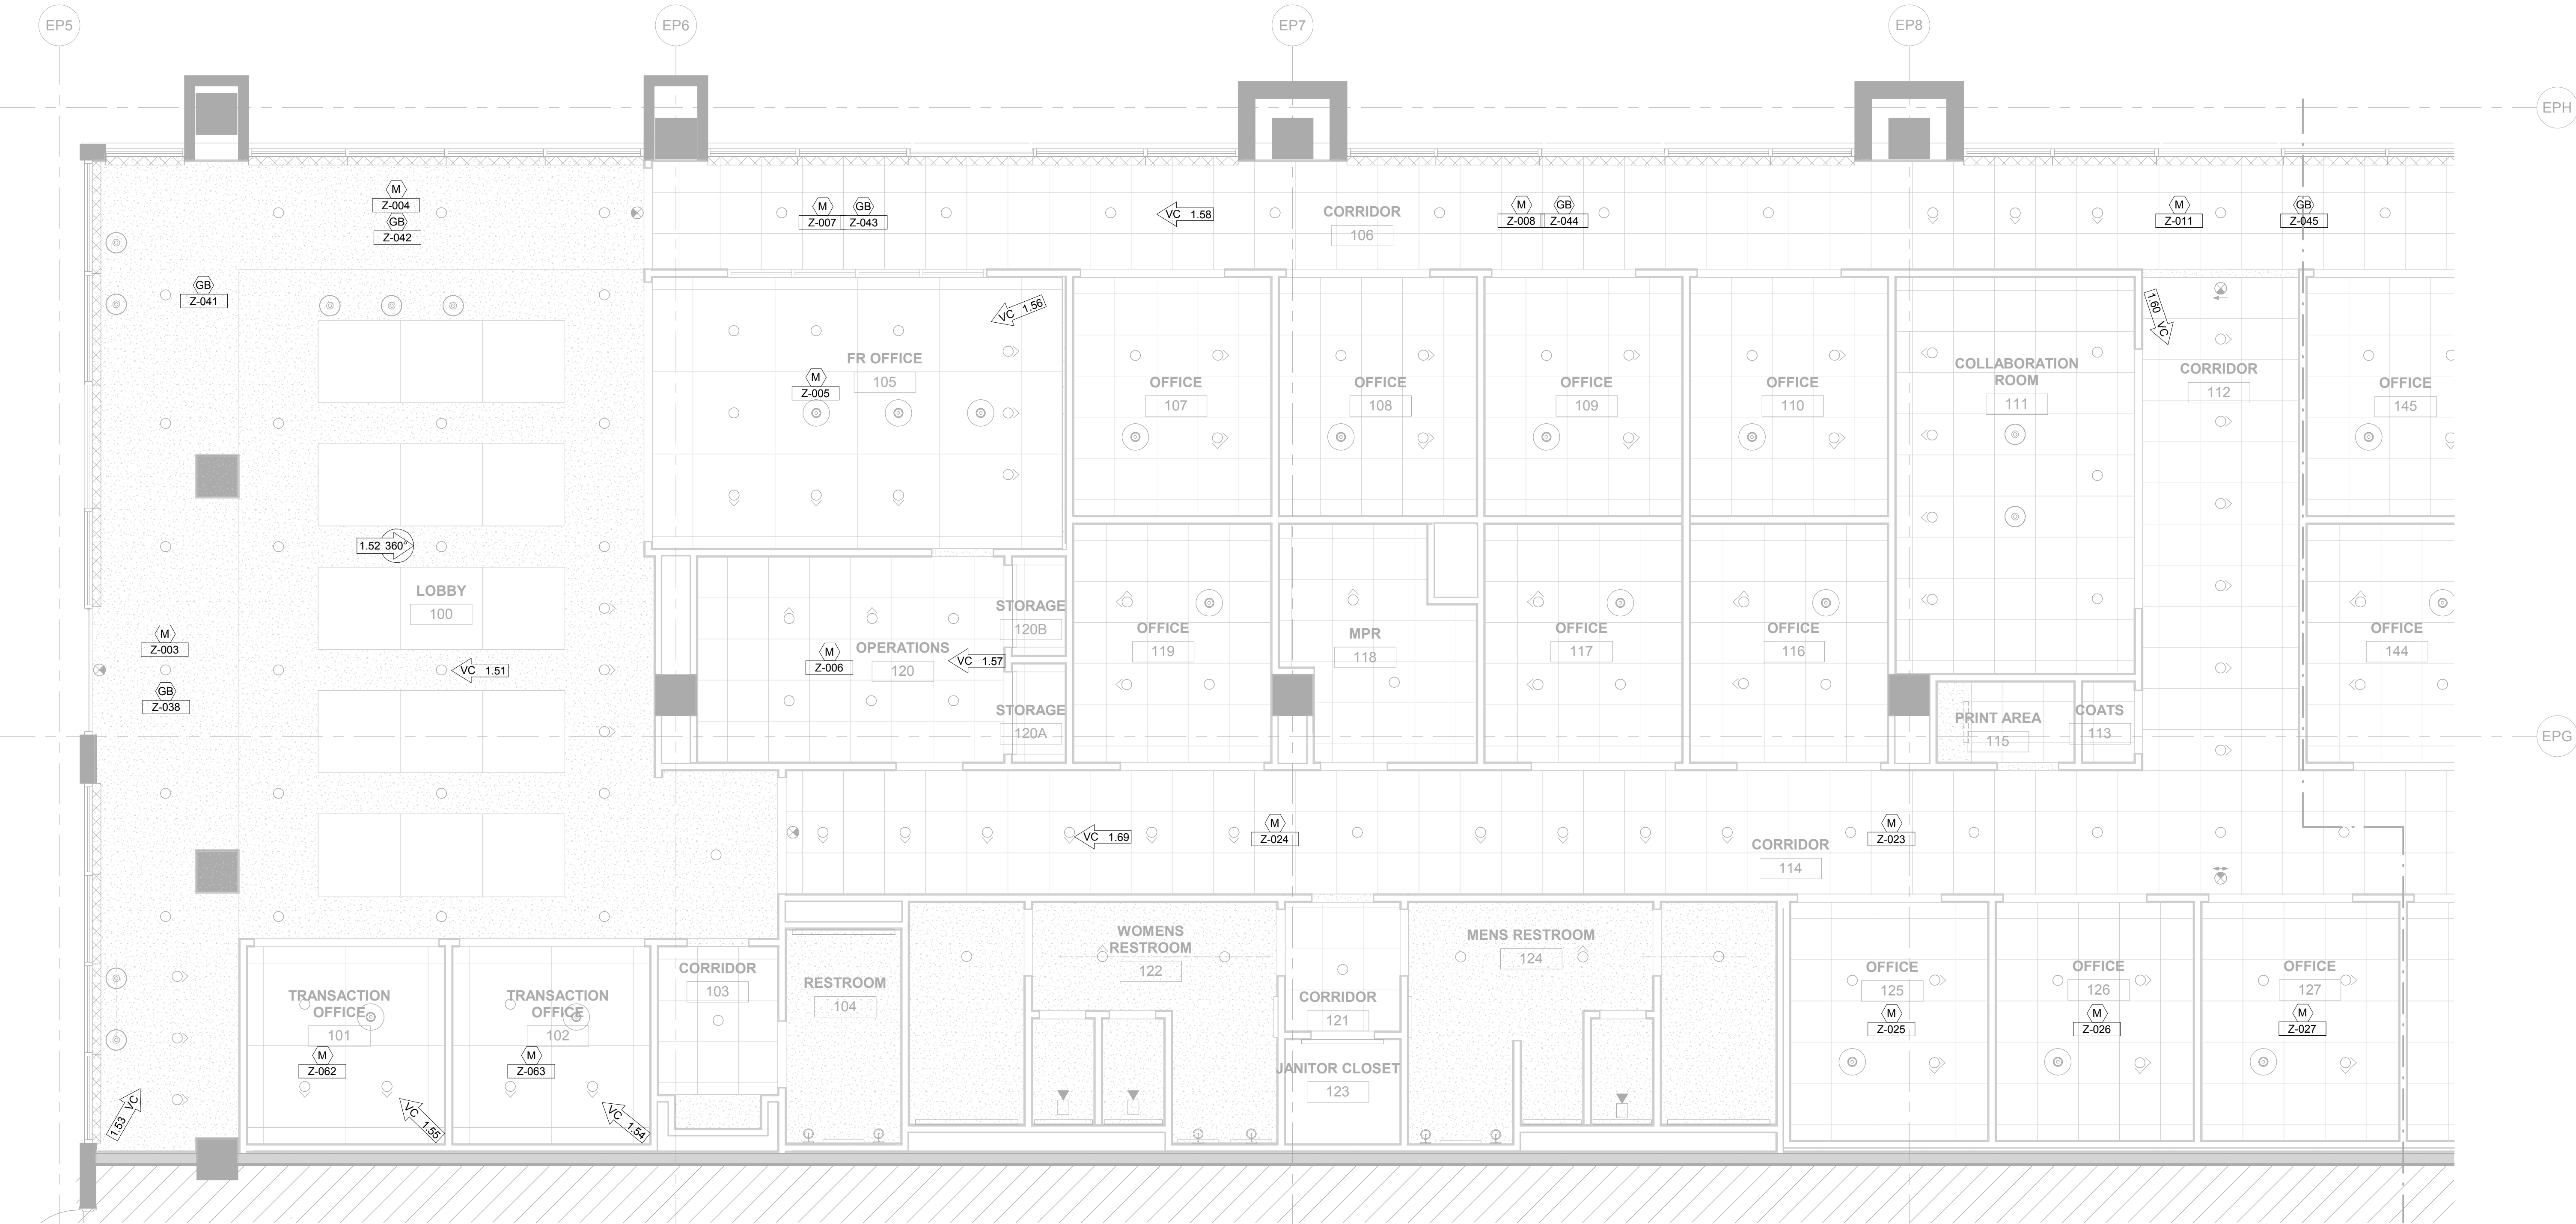 EP5
EP6
EP7
EP8
EPH
M
Z-004
GB
Z-042
M
Z-007
GB
Z-043
VC 1.58
CORRIDOR
106
M
Z-008
GB
Z-044
M
Z-011
GB
Z-045
GB
Z-041
VC 1.56
1.60 VC
FR OFFICE
105
M
Z-005
OFFICE
107
OFFICE
108
OFFICE
109
OFFICE
110
COLLABORATION
ROOM
111
CORRIDOR
112
OFFICE
145
1.52 360°
LOBBY
100
M
Z-003
GB
Z-038
VC 1.51
M
Z-006
OPERATIONS
120
VC 1.57
STORAGE
120B
STORAGE
120A
OFFICE
119
MPR
118
OFFICE
117
OFFICE
116
PRINT AREA
115
COATS
113
OFFICE
144
EPG
VC 1.69
M
Z-024
CORRIDOR
114
M
Z-023
TRANSACTION
OFFICE
101
M
Z-062
TRANSACTION
OFFICE
102
M
Z-063
CORRIDOR
103
RESTROOM
104
WOMENS
RESTROOM
122
CORRIDOR
121
JANITOR CLOSET
123
MENS RESTROOM
124
OFFICE
125
M
Z-025
OFFICE
126
M
Z-026
OFFICE
127
M
Z-027
1.53 VC
VC 1.55
VC 1.54